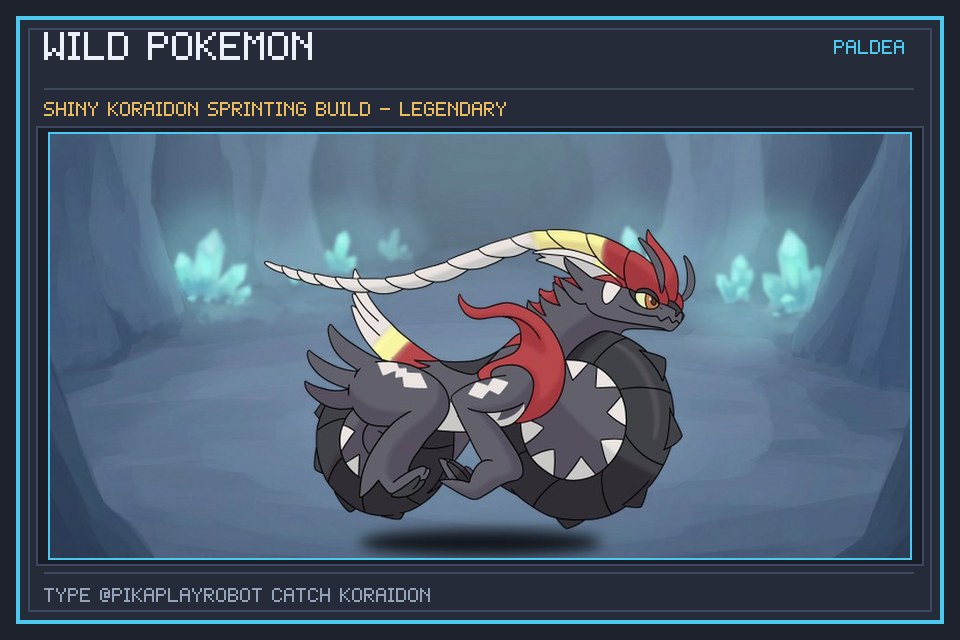 WILD POKEMON
PALDEA
SHINY KORAIDON SPRINTING BUILD - LEGENDARY
TYPE @PIKAPLAYROBOT CATCH KORAIDON